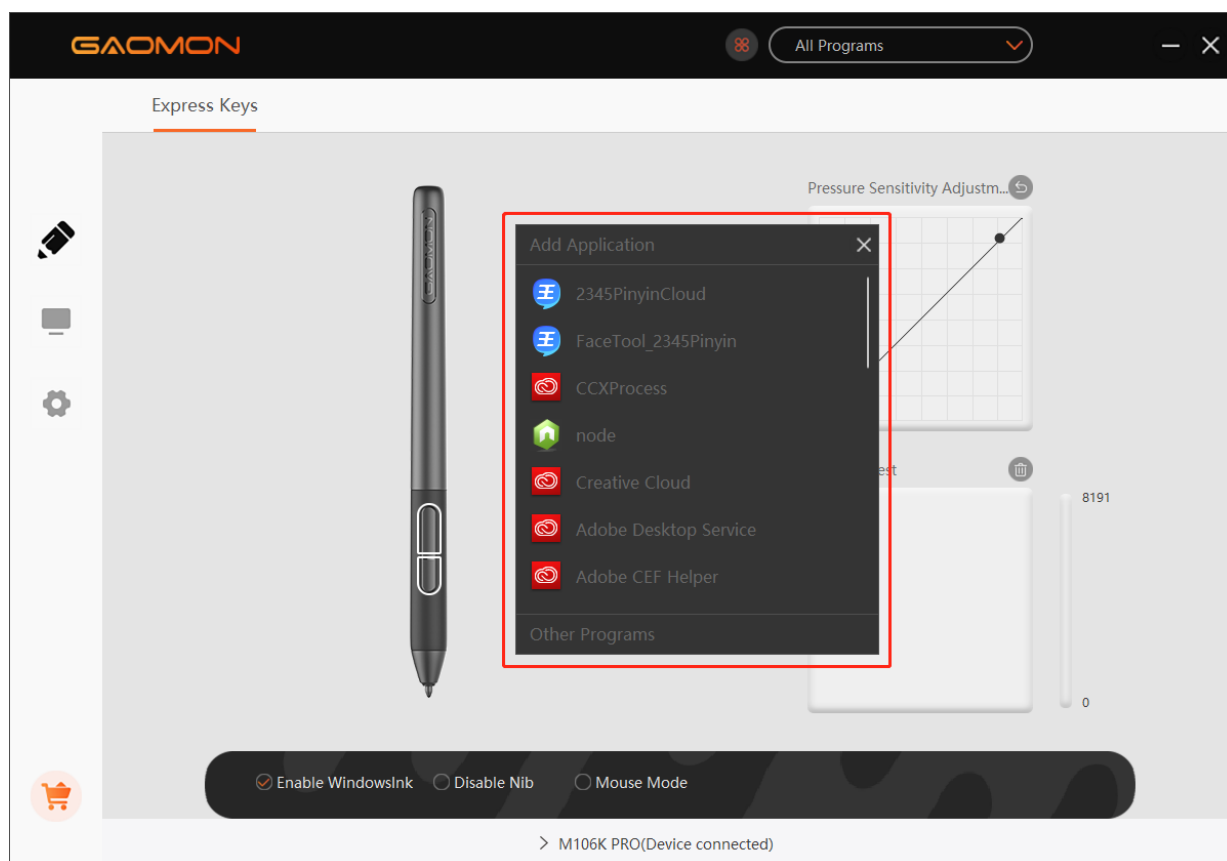 GAOMON
All Programs
Express Keys
GAOMON
Pressure Sensitivity Adjustm...
Add Application
2345PinyinCloud
FaceTool_2345Pinyin
CCXProcess
node
Creative Cloud
Adobe Desktop Service
Adobe CEF Helper
Other Programs
8191
0
Enable WindowsInk
Disable Nib
Mouse Mode
M106K PRO(Device connected)